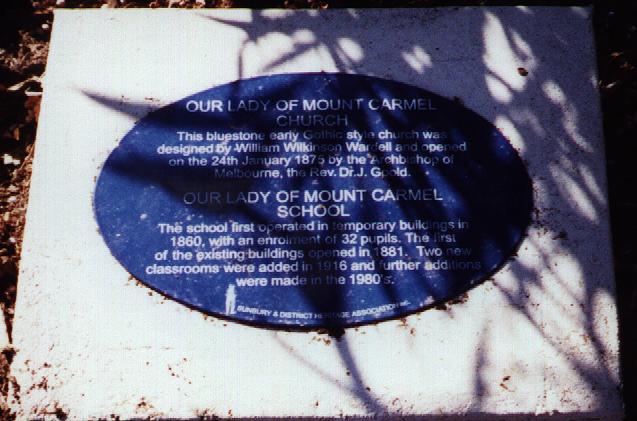 OUR LADY OF MOUNT CARMEL
CHURCH
This bluestone early Gothic style church was
designed by William Wilkinson Wardell and opened
on the 24th January 1875 by the Archbishop of
Melbourne, the Rev. Dr.J. Goold.
OUR LADY OF MOUNT CARMEL
SCHOOL
The school first operated in temporary buildings in
1860, with an enrolment of 32 pupils. The first
of the existing buildings opened in 1881. Two new
classrooms were added in 1916 and further additions
were made in the 1980's.
SUNBURY & DISTRICT HERITAGE ASSOCIATION INC.